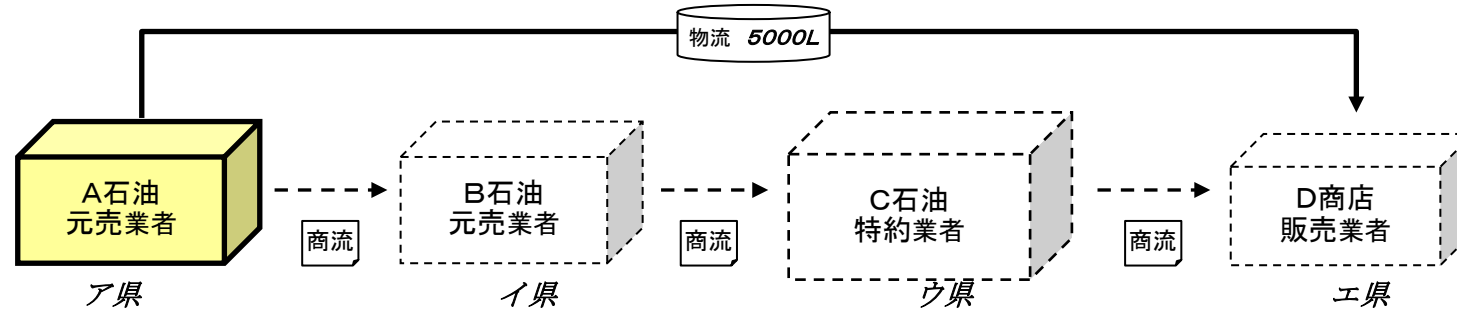 物流 5000L
A石油
元売業者
商流
B石油
元売業者
商流
C石油
特約業者
商流
D商店
販売業者
ア県
イ県
ウ県
エ県